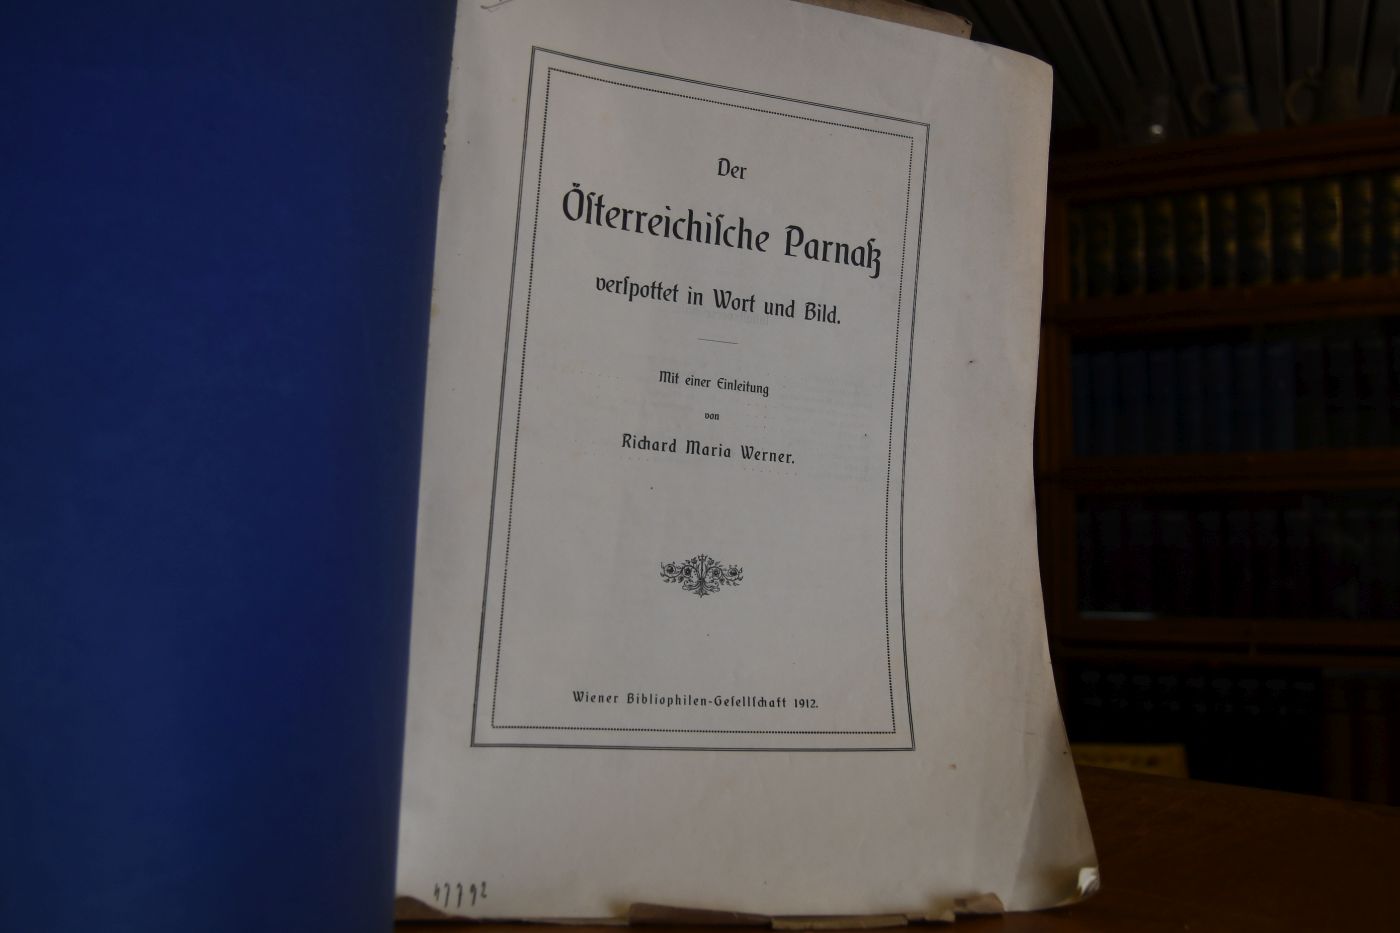 Der
Öſterreichiſche Parnaß
verſpottet in Wort und Bild.
Mit einer Einleitung
von
Richard Maria Werner.
Wiener Bibliophilen-Geſellſchaft 1912.